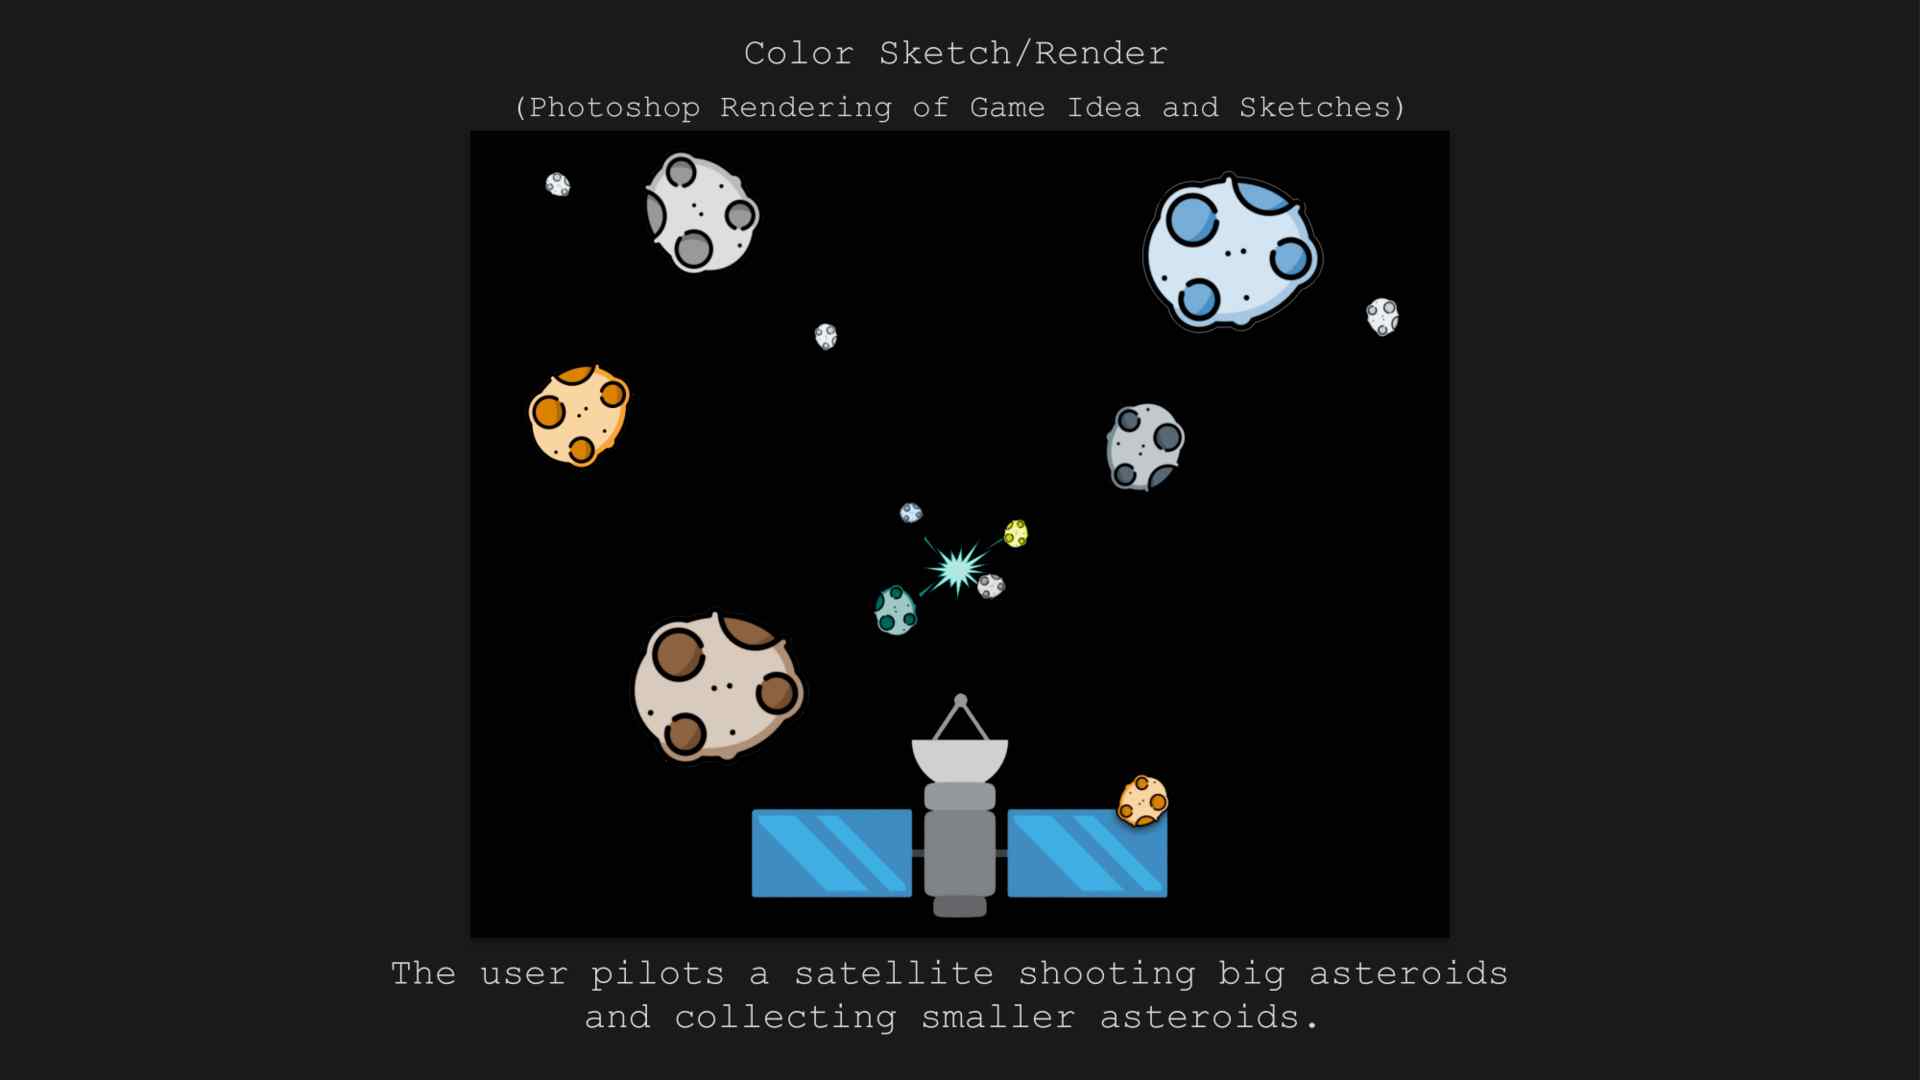 Color Sketch/Render
(Photoshop Rendering of Game Idea and Sketches)
The user pilots a satellite shooting big asteroids
and collecting smaller asteroids.